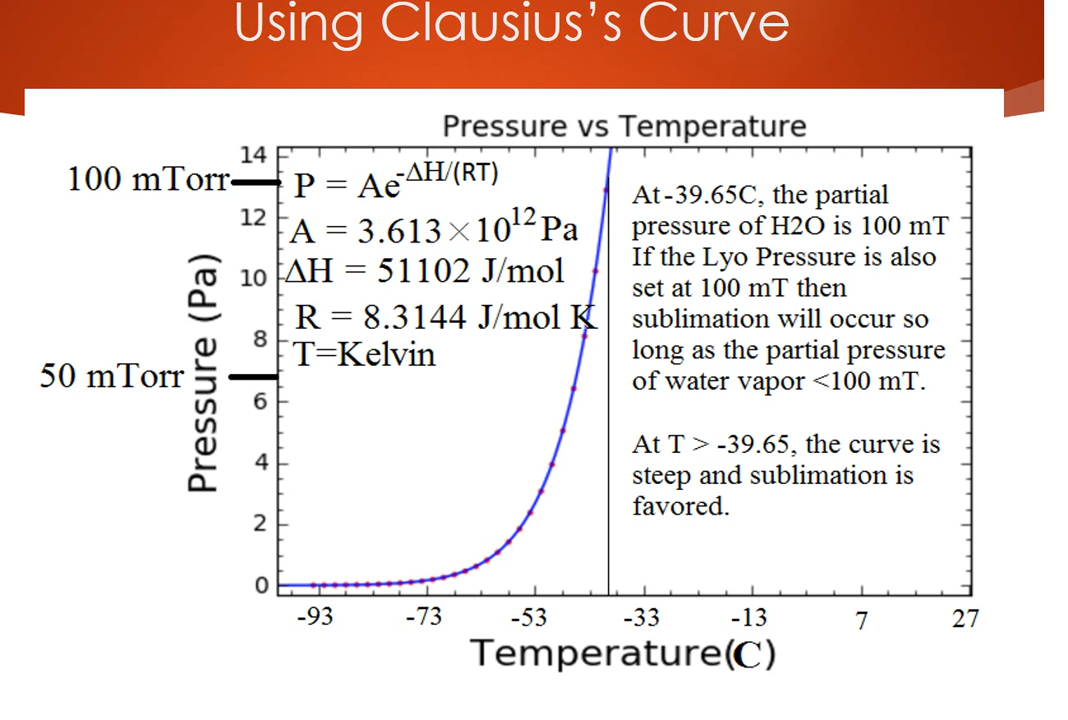 Using Clausius's Curve
Pressure vs Temperature
100 mTorr
50 mTorr
Pressure (Pa)
14
12
10
8
6
4
2
0
P = Ae^-ΔH/(RT)
A = 3.613×10^12 Pa
ΔH = 51102 J/mol
R = 8.3144 J/mol K
T=Kelvin
At -39.65C, the partial
pressure of H2O is 100 mT
If the Lyo Pressure is also
set at 100 mT then
sublimation will occur so
long as the partial pressure
of water vapor <100 mT.
At T > -39.65, the curve is
steep and sublimation is
favored.
-93 -73 -53 -33 -13 7 27
Temperature(C)